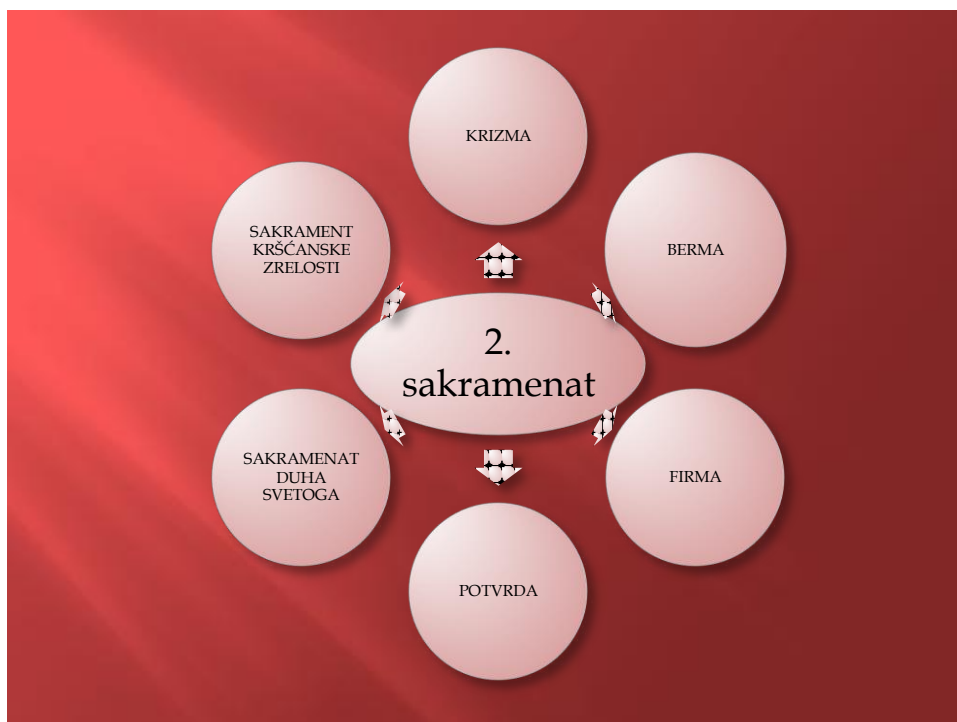 KRIZMA
SAKRAMENT
KRŠĆANSKE
ZRELOSTI
BERMA
2.
sakramenat
SAKRAMENAT
DUHA
SVETOGA
FIRMA
POTVRDA